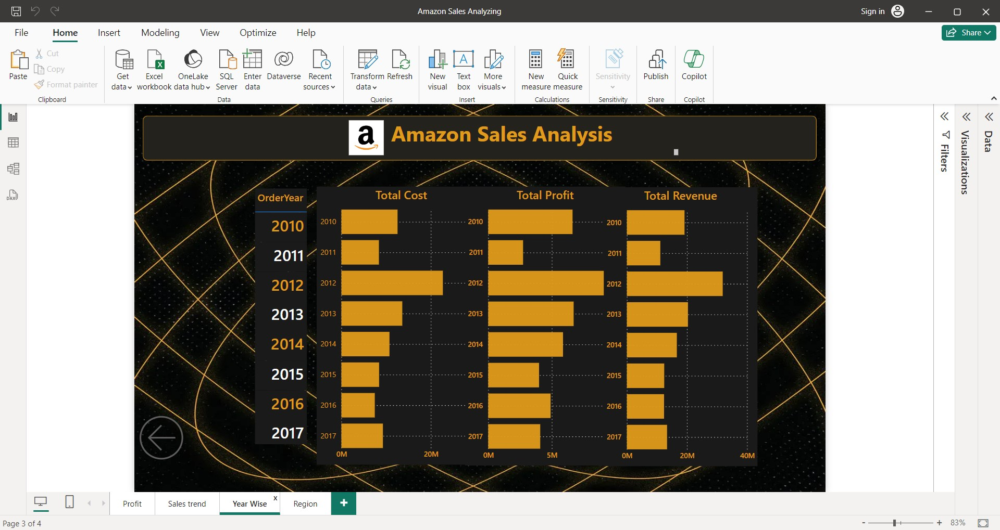 Amazon Sales Analyzing
Sign in
File Home Insert Modeling View Optimize Help
Share
Paste
Cut
Copy
Format painter
Clipboard
Get data
Excel workbook
OneLake data hub
SQL Server
Enter data
Dataverse
Recent sources
Data
Transform data
Refresh
Queries
New visual
Text box
More visuals
Insert
New measure
Quick measure
Calculations
Sensitivity
Sensitivity
Publish
Share
Copilot
Copilot
DAX
a Amazon Sales Analysis
OrderYear
2010
2011
2012
2013
2014
2015
2016
2017
Total Cost
2010
2011
2012
2013
2014
2015
2016
2017
0M 20M
Total Profit
2010
2011
2012
2013
2014
2015
2016
2017
0M 5M
Total Revenue
2010
2011
2012
2013
2014
2015
2016
2017
0M 20M 40M
Filters
Visualizations
Data
Profit Sales trend Year Wise x Region +
Page 3 of 4
- + 83%